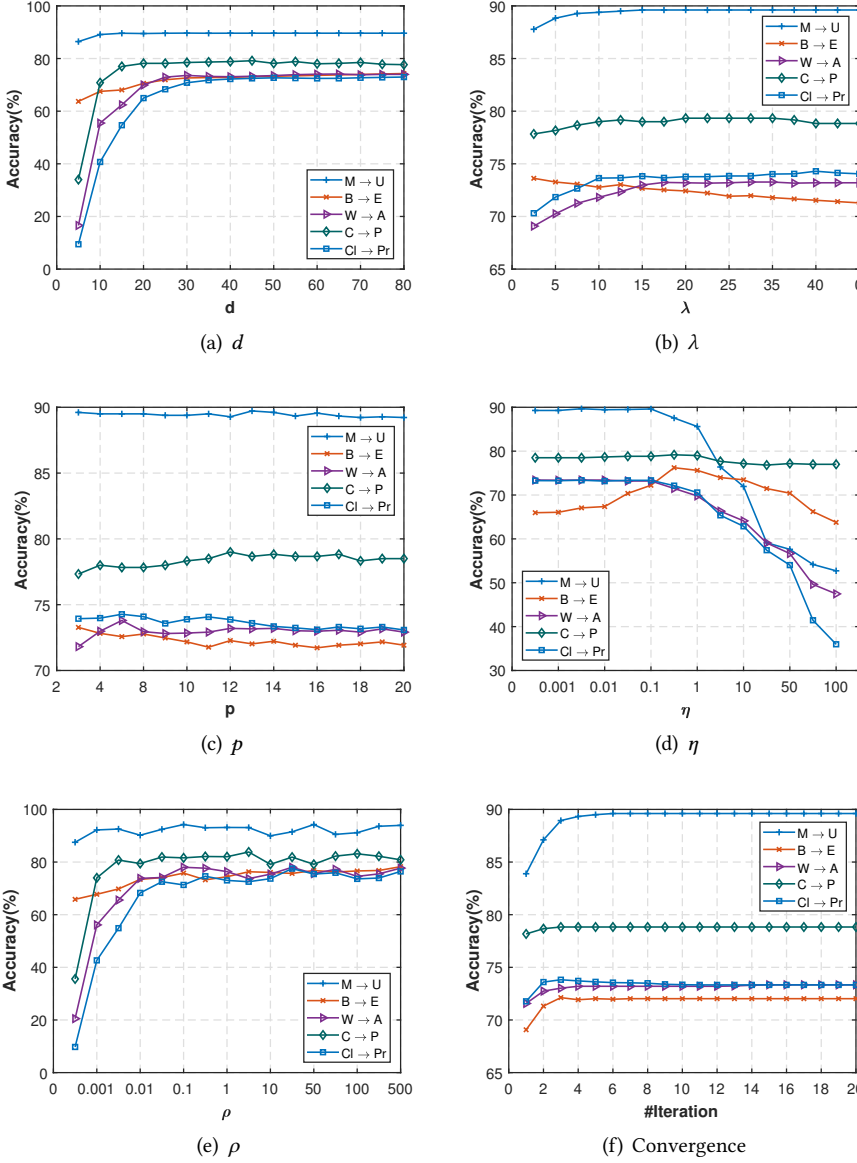 100
80
60
40
20
0
Accuracy(%)
M → U
B → E
W → A
C → P
Cl → Pr
0 10 20 30 40 50 60 70 80
d
(a) d
90
85
80
75
70
65
Accuracy(%)
M → U
B → E
W → A
C → P
Cl → Pr
0 5 10 15 20 25 35 40
λ
(b) λ
90
85
80
75
70
Accuracy(%)
M → U
B → E
W → A
C → P
Cl → Pr
2 4 6 8 10 12 14 16 18 20
p
(c) p
90
80
70
60
50
40
30
Accuracy(%)
M → U
B → E
W → A
C → P
Cl → Pr
0 0.001 0.01 0.1 1 10 50 100
η
(d) η
100
80
60
40
20
0
Accuracy(%)
M → U
B → E
W → A
C → P
Cl → Pr
0 0.001 0.01 0.1 1 10 50 100 500
ρ
(e) ρ
90
85
80
75
70
65
Accuracy(%)
M → U
B → E
W → A
C → P
Cl → Pr
0 2 4 6 8 10 12 14 16 18 20
#Iteration
(f) Convergence